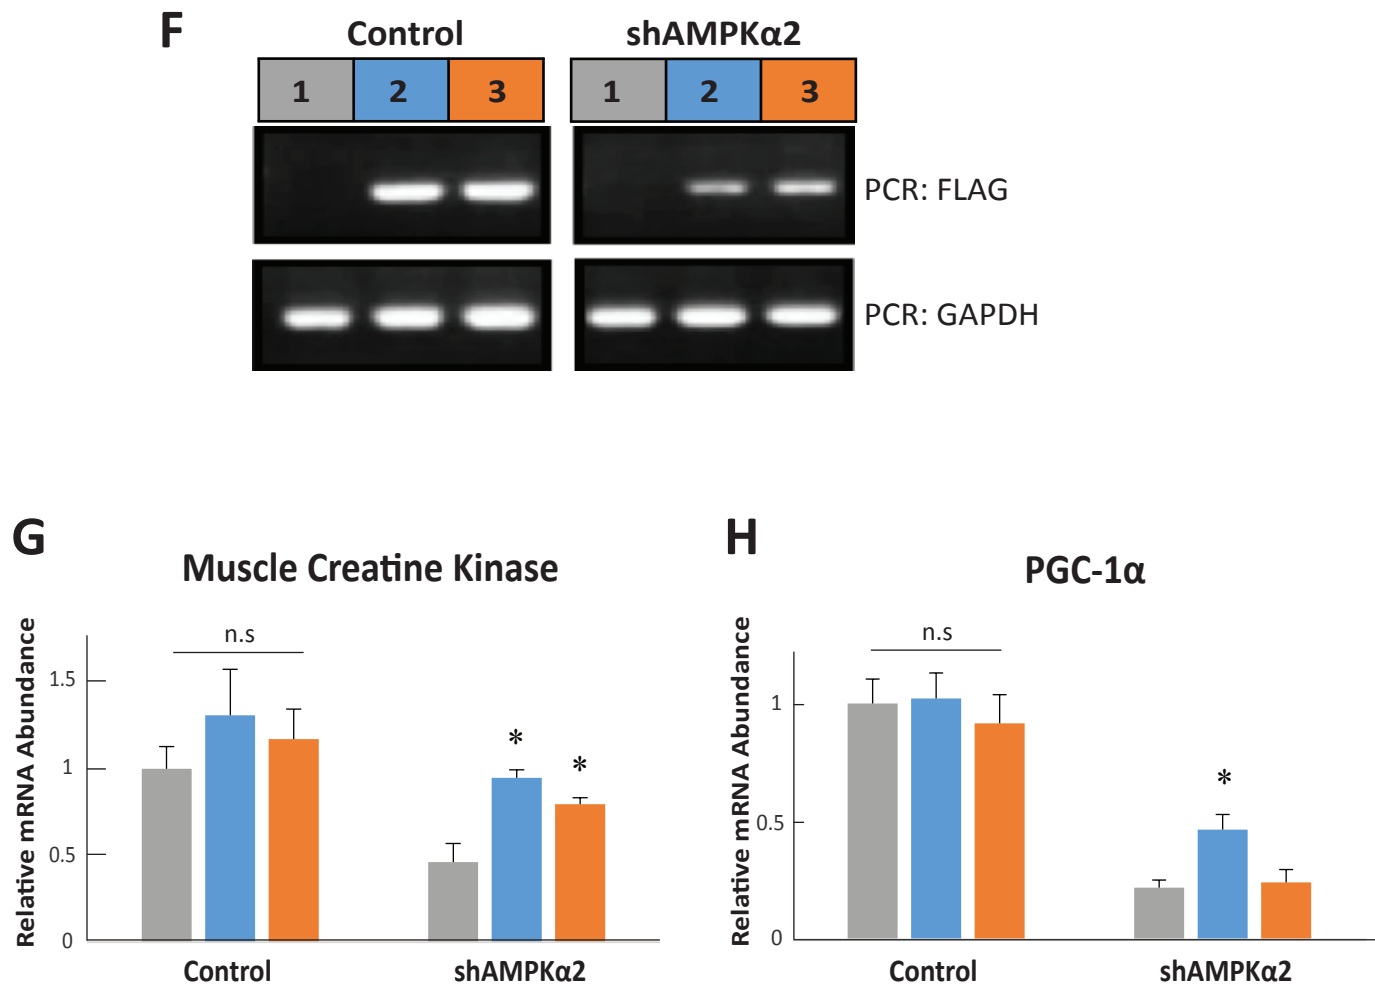 F
Control shAMPKα2
1 2 3 1 2 3
PCR: FLAG
PCR: GAPDH
G
Muscle Creatine Kinase
Relative mRNA Abundance
n.s
1.5
1
0.5
0
*
*
Control shAMPKα2
H
PGC-1α
Relative mRNA Abundance
n.s
1
0.5
0
*
Control shAMPKα2